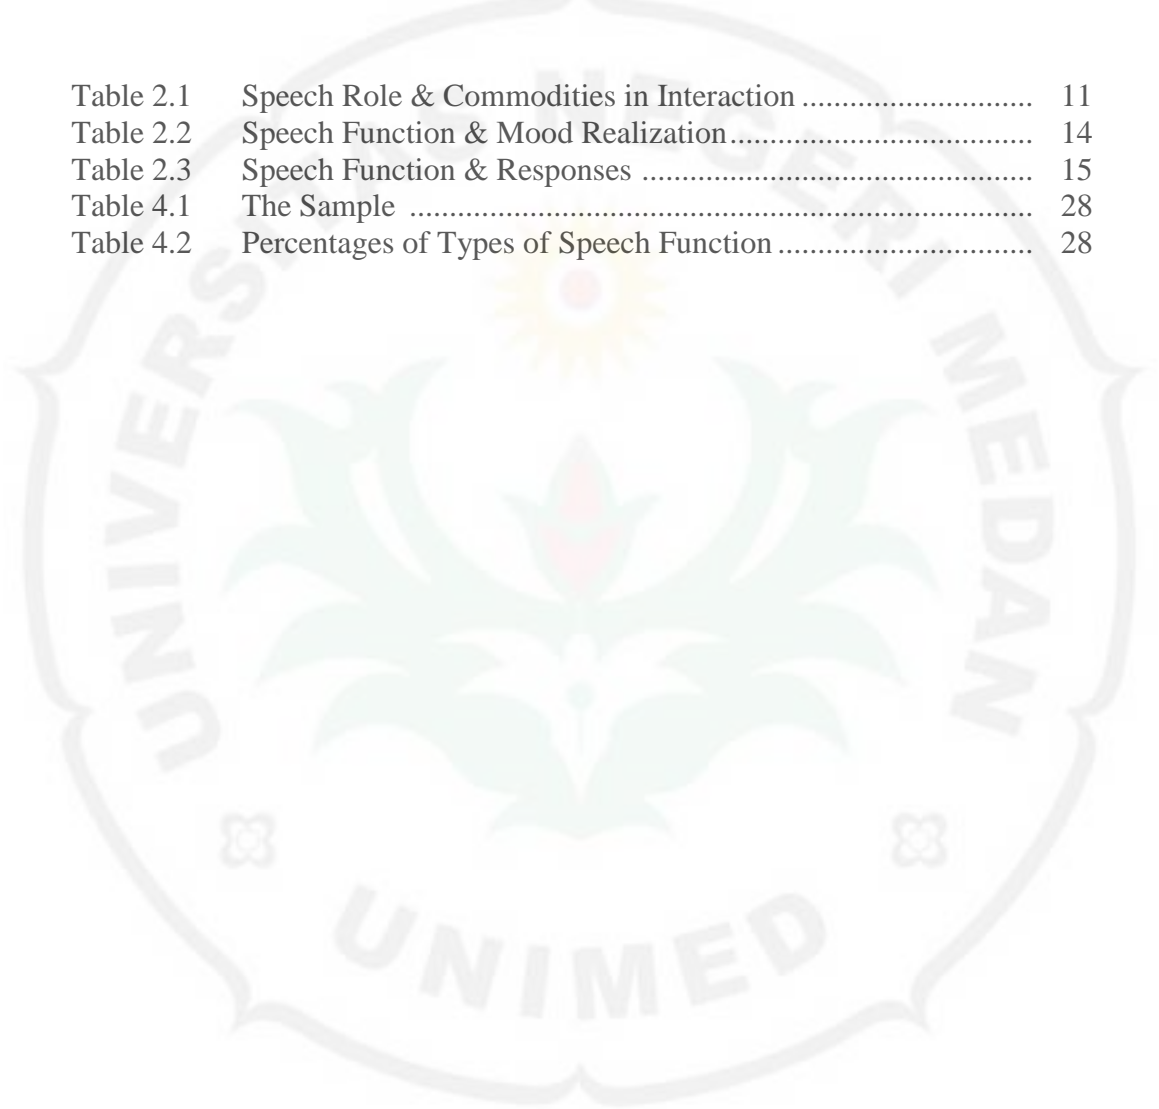 Table 2.1 Speech Role & Commodities in Interaction ............................. 11
Table 2.2 Speech Function & Mood Realization...................................... 14
Table 2.3 Speech Function & Responses ................................................. 15
Table 4.1 The Sample .............................................................................. 28
Table 4.2 Percentages of Types of Speech Function ................................ 28
UNIVERSITAS NEGERI MEDAN
UNIMED